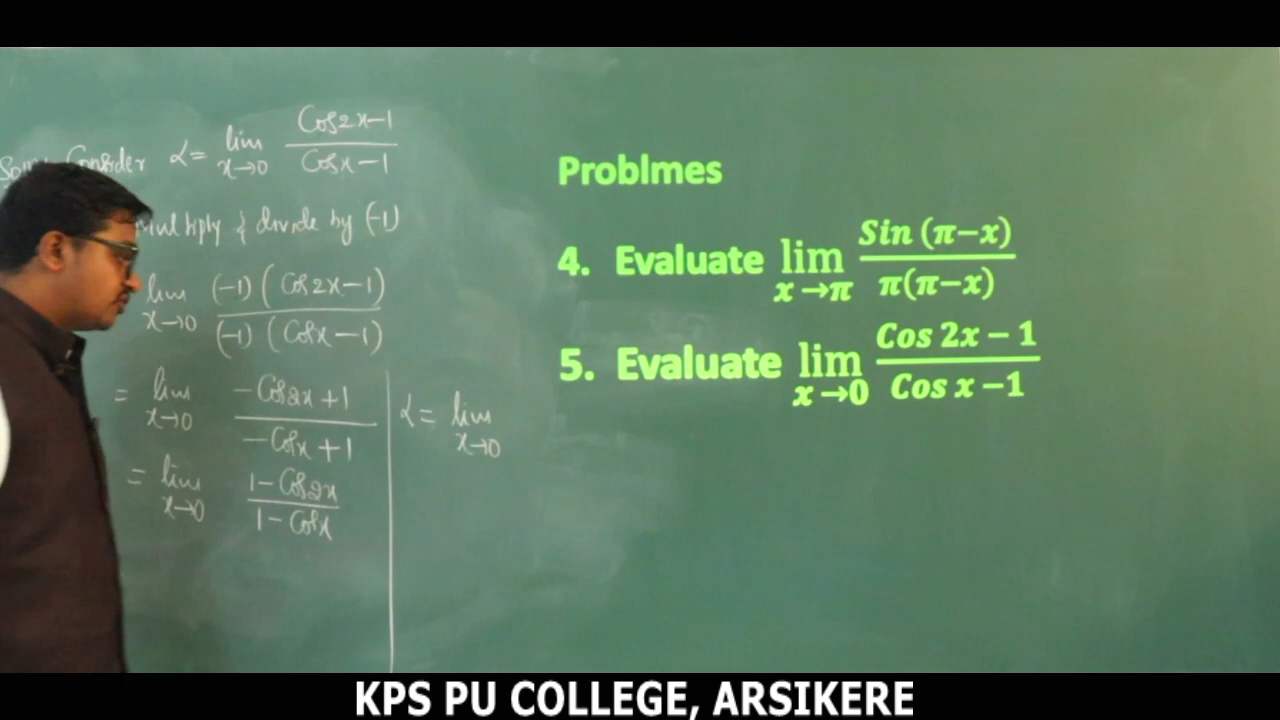 Consider α = lim x→0 (Cos2x-1)/(Cosx-1)
Multiply & divide by (-1)
lim x→0 (-1)(Cos2x-1)/(-1)(Cosx-1)
= lim x→0 (-Cos2x+1)/(-Cosx+1)
= lim x→0 (1-Cos2x)/(1-Cosx)
α = lim x→0
Problmes
4. Evaluate lim x→π Sin (π−x)/π(π−x)
5. Evaluate lim x→0 (Cos 2x − 1)/(Cos x −1)
KPS PU COLLEGE, ARSIKERE